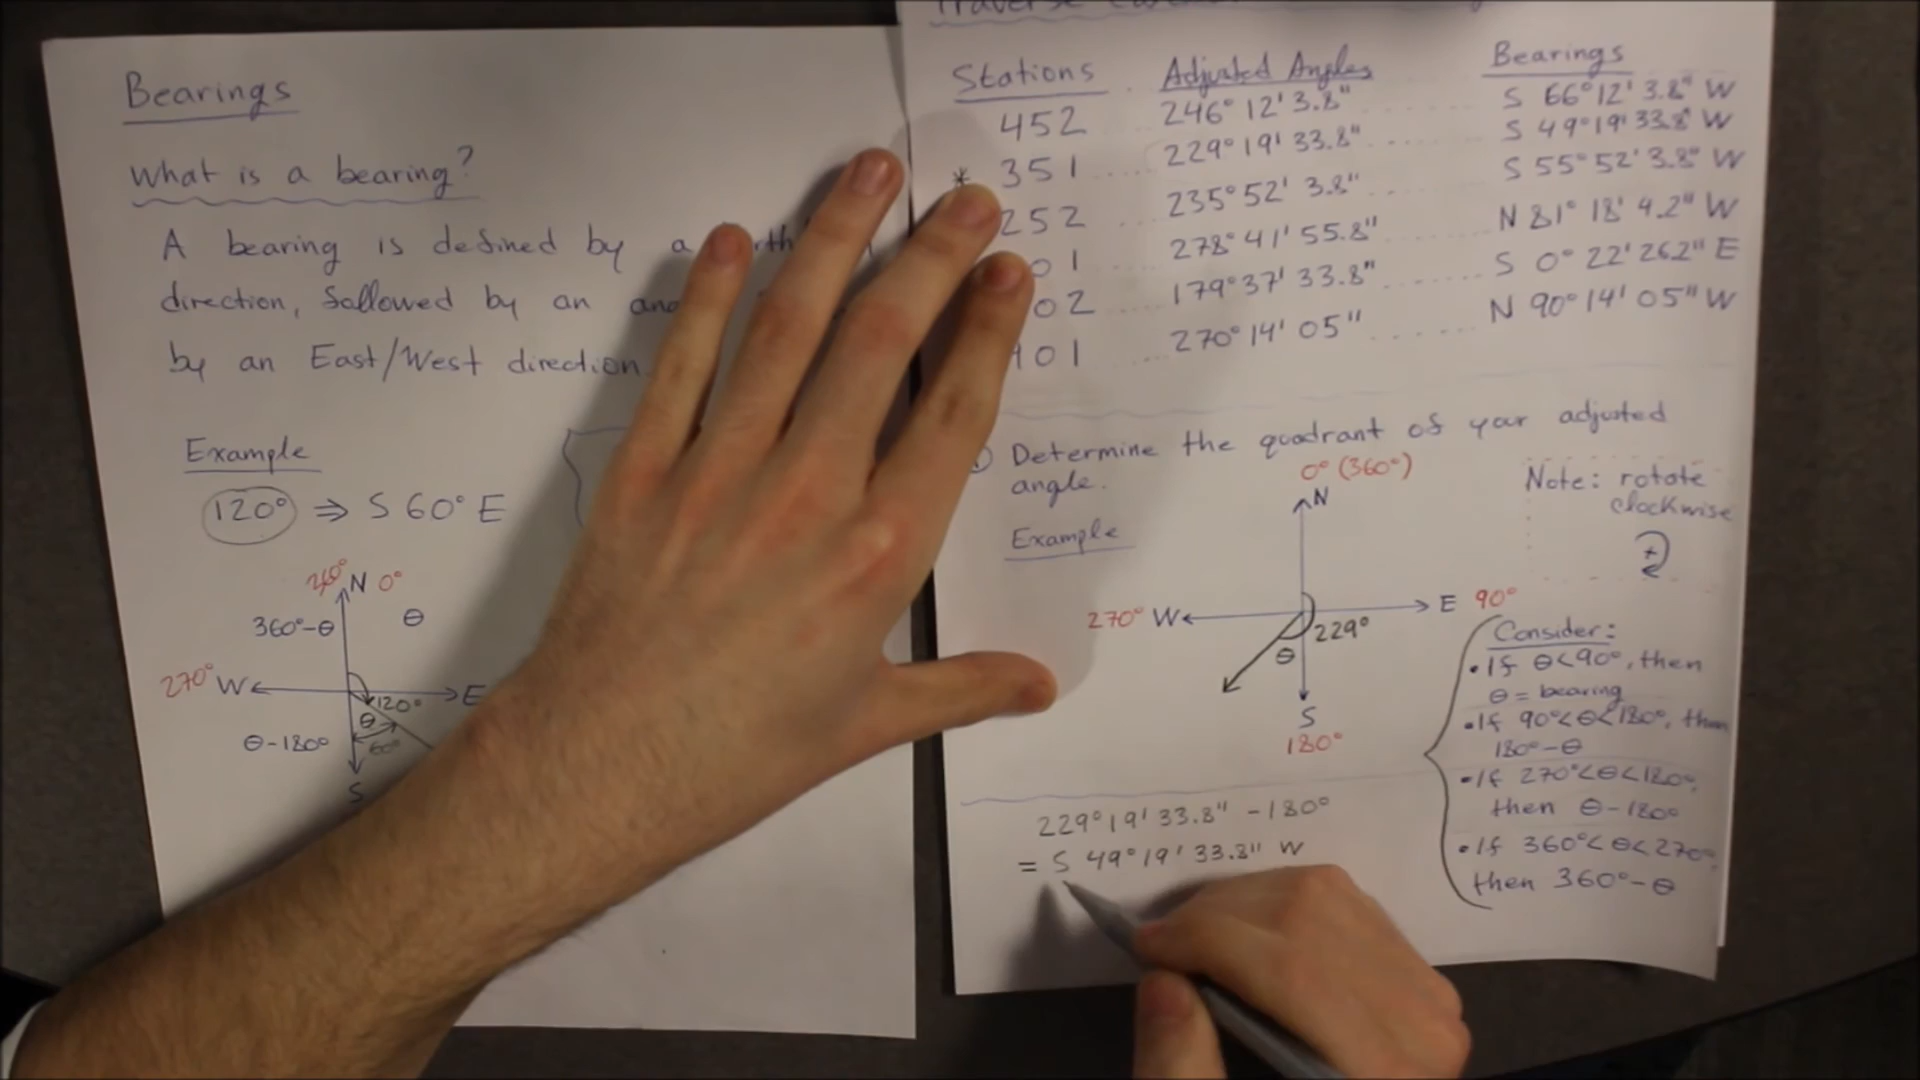 Bearings
What is a bearing?
A bearing is defined by a
direction, followed by an
by an East/West direction
Example
120° ⇒ S 60° E
360° N 0°
360°-θ θ
270° W E
120°
θ
θ-180° 60°
S
Stations Adjusted Angles Bearings
452 246° 12' 3.8" S 66°12' 3.8" W
* 351 229° 19' 33.8" S 49°19' 33.8" W
252 235° 52' 3.8" S 55° 52' 3.8" W
01 278° 41' 55.8" N 81° 18' 4.2" W
02 179° 37' 33.8" S 0° 22' 26.2" E
101 270° 14' 05" N 90° 14' 05" W
Determine the quadrant of your adjusted
angle.
0° (360°)
N
Note: rotate
clockwise
+
Example
270° W E 90°
229°
θ
S
180°
Consider:
• If θ<90°, then
θ = bearing
• If 90°<θ<180°, then
180°-θ
• If 270°<θ<180°,
then θ-180°
• If 360°<θ<270°,
then 360°-θ
229°19' 33.8" -180°
= S 49°19' 33.8" W